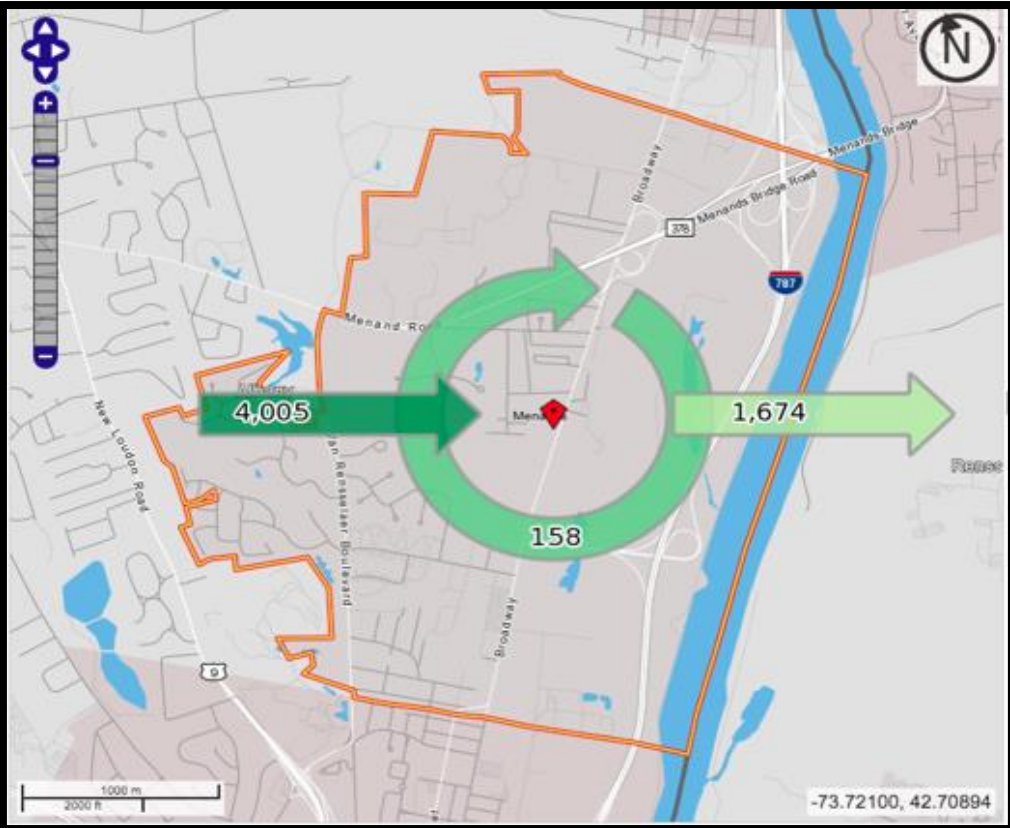 N
Menands Bridge
Broadway
Menands Bridge Road
378
787
Menand Road
4,005
1,674
158
New Loudon Road
Van Rensselaer Boulevard
Broadway
9
1000 m
2000 ft
-73.72100, 42.70894